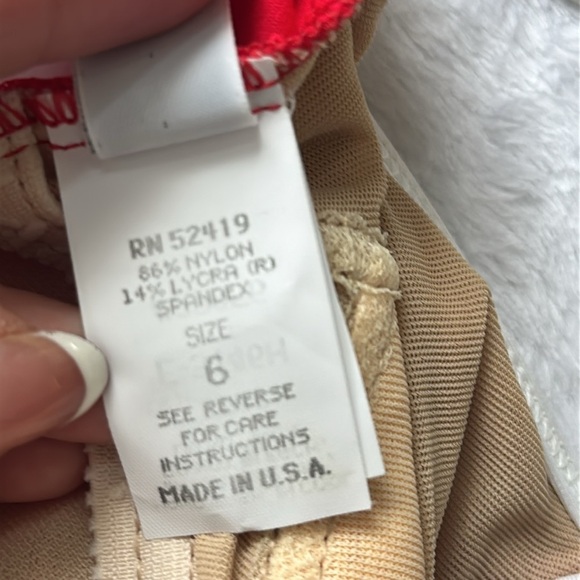 RN 52419
86% NYLON
14% LYCRA (R)
SPANDEX
SIZE
6
SEE REVERSE
FOR CARE
INSTRUCTIONS
MADE IN U.S.A.